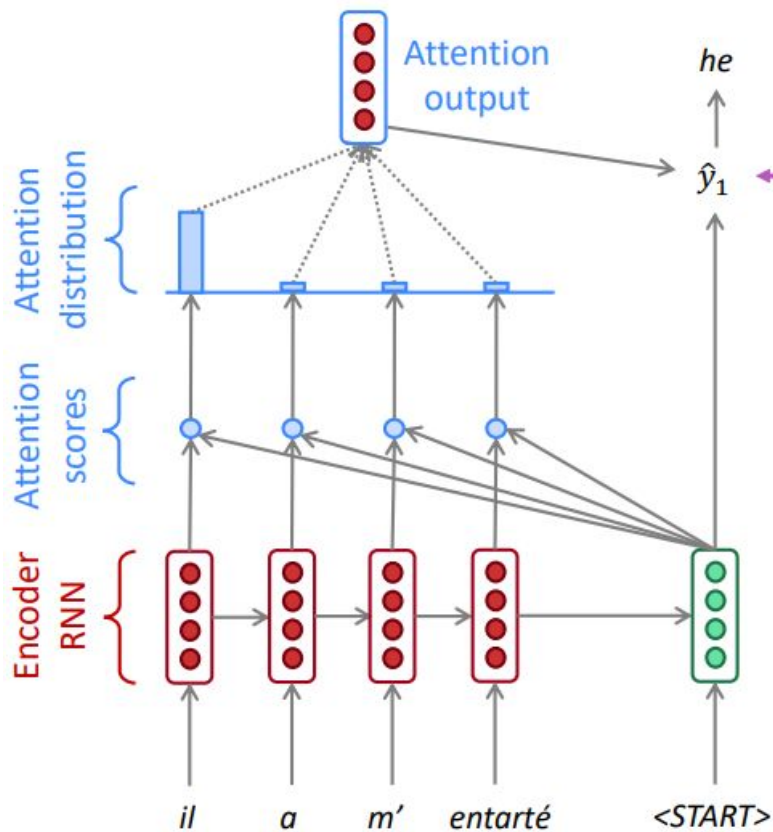 Attention
output
he
ŷ₁
Attention
distribution
Attention
scores
Encoder
RNN
il a m’ entarté <START>